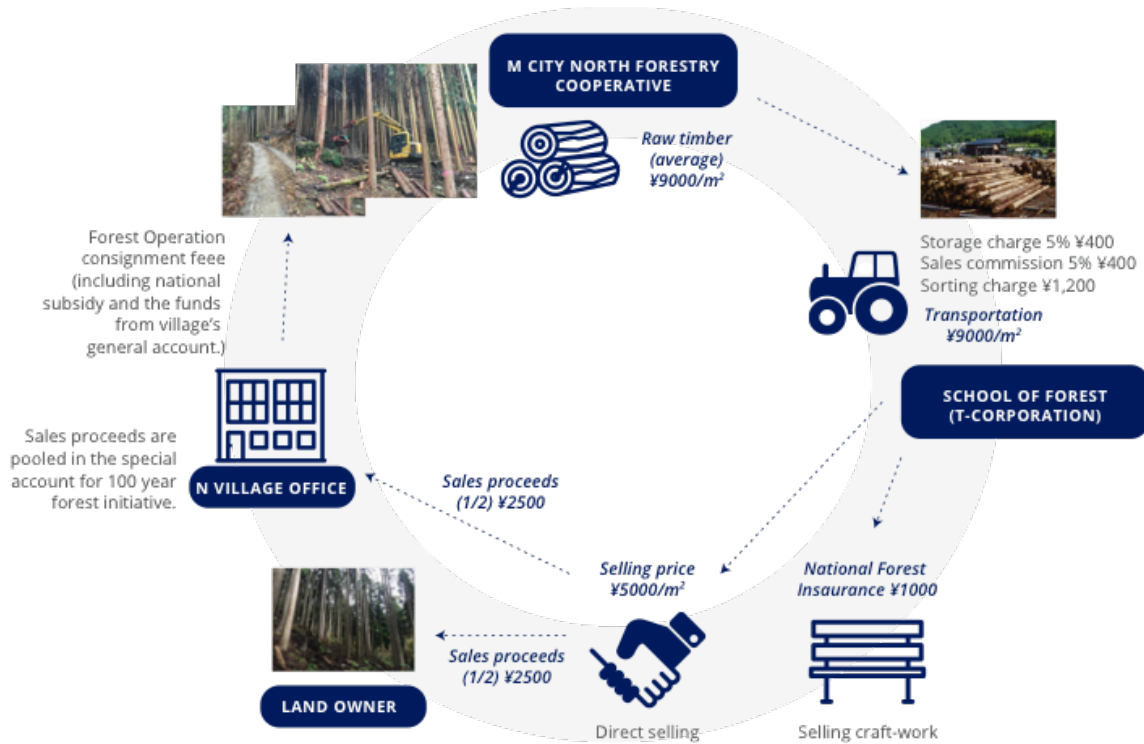 M CITY NORTH FORESTRY
COOPERATIVE
Raw timber
(average)
¥9000/m²
Storage charge 5% ¥400
Sales commission 5% ¥400
Sorting charge ¥1,200
Transportation
¥9000/m²
SCHOOL OF FOREST
(T-CORPORATION)
National Forest
Insaurance ¥1000
Selling craft-work
Selling price
¥5000/m²
Direct selling
Sales proceeds
(1/2) ¥2500
LAND OWNER
Sales proceeds
(1/2) ¥2500
N VILLAGE OFFICE
Sales proceeds are
pooled in the special
account for 100 year
forest initiative.
Forest Operation
consignment feee
(including national
subsidy and the funds
from village's
general account.)